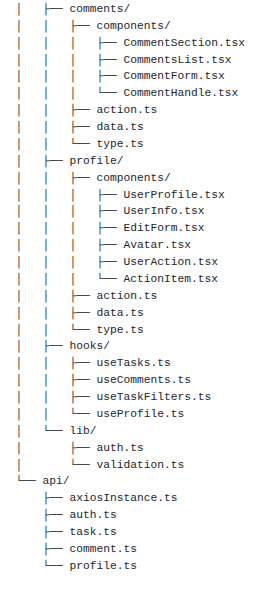 │   ├── comments/
│   │   ├── components/
│   │   │   ├── CommentSection.tsx
│   │   │   ├── CommentsList.tsx
│   │   │   ├── CommentForm.tsx
│   │   │   └── CommentHandle.tsx
│   │   ├── action.ts
│   │   ├── data.ts
│   │   └── type.ts
│   ├── profile/
│   │   ├── components/
│   │   │   ├── UserProfile.tsx
│   │   │   ├── UserInfo.tsx
│   │   │   ├── EditForm.tsx
│   │   │   ├── Avatar.tsx
│   │   │   ├── UserAction.tsx
│   │   │   └── ActionItem.tsx
│   │   ├── action.ts
│   │   ├── data.ts
│   │   └── type.ts
│   ├── hooks/
│   │   ├── useTasks.ts
│   │   ├── useComments.ts
│   │   ├── useTaskFilters.ts
│   │   └── useProfile.ts
│   └── lib/
│       ├── auth.ts
│       └── validation.ts
└── api/
    ├── axiosInstance.ts
    ├── auth.ts
    ├── task.ts
    ├── comment.ts
    └── profile.ts